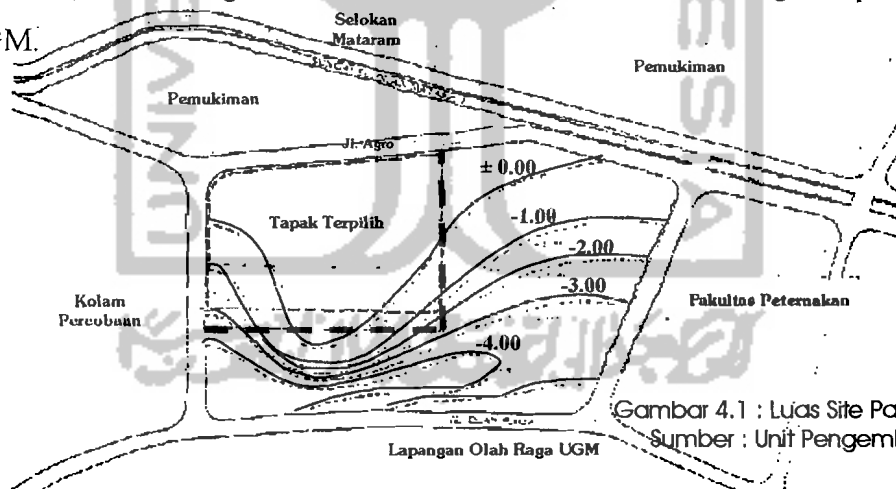 M.
Selokan
Mataram
Pemukiman
Pemukiman
Jl. Agro
± 0.00
Tapak Terpilih
-1.00
-2.00
-3.00
Kolam
Percobaan
Fakultas Peternakan
-4.00
Gambar 4.1 : Luas Site Pa
Lapangan Olah Raga UGM
Sumber : Unit Pengem